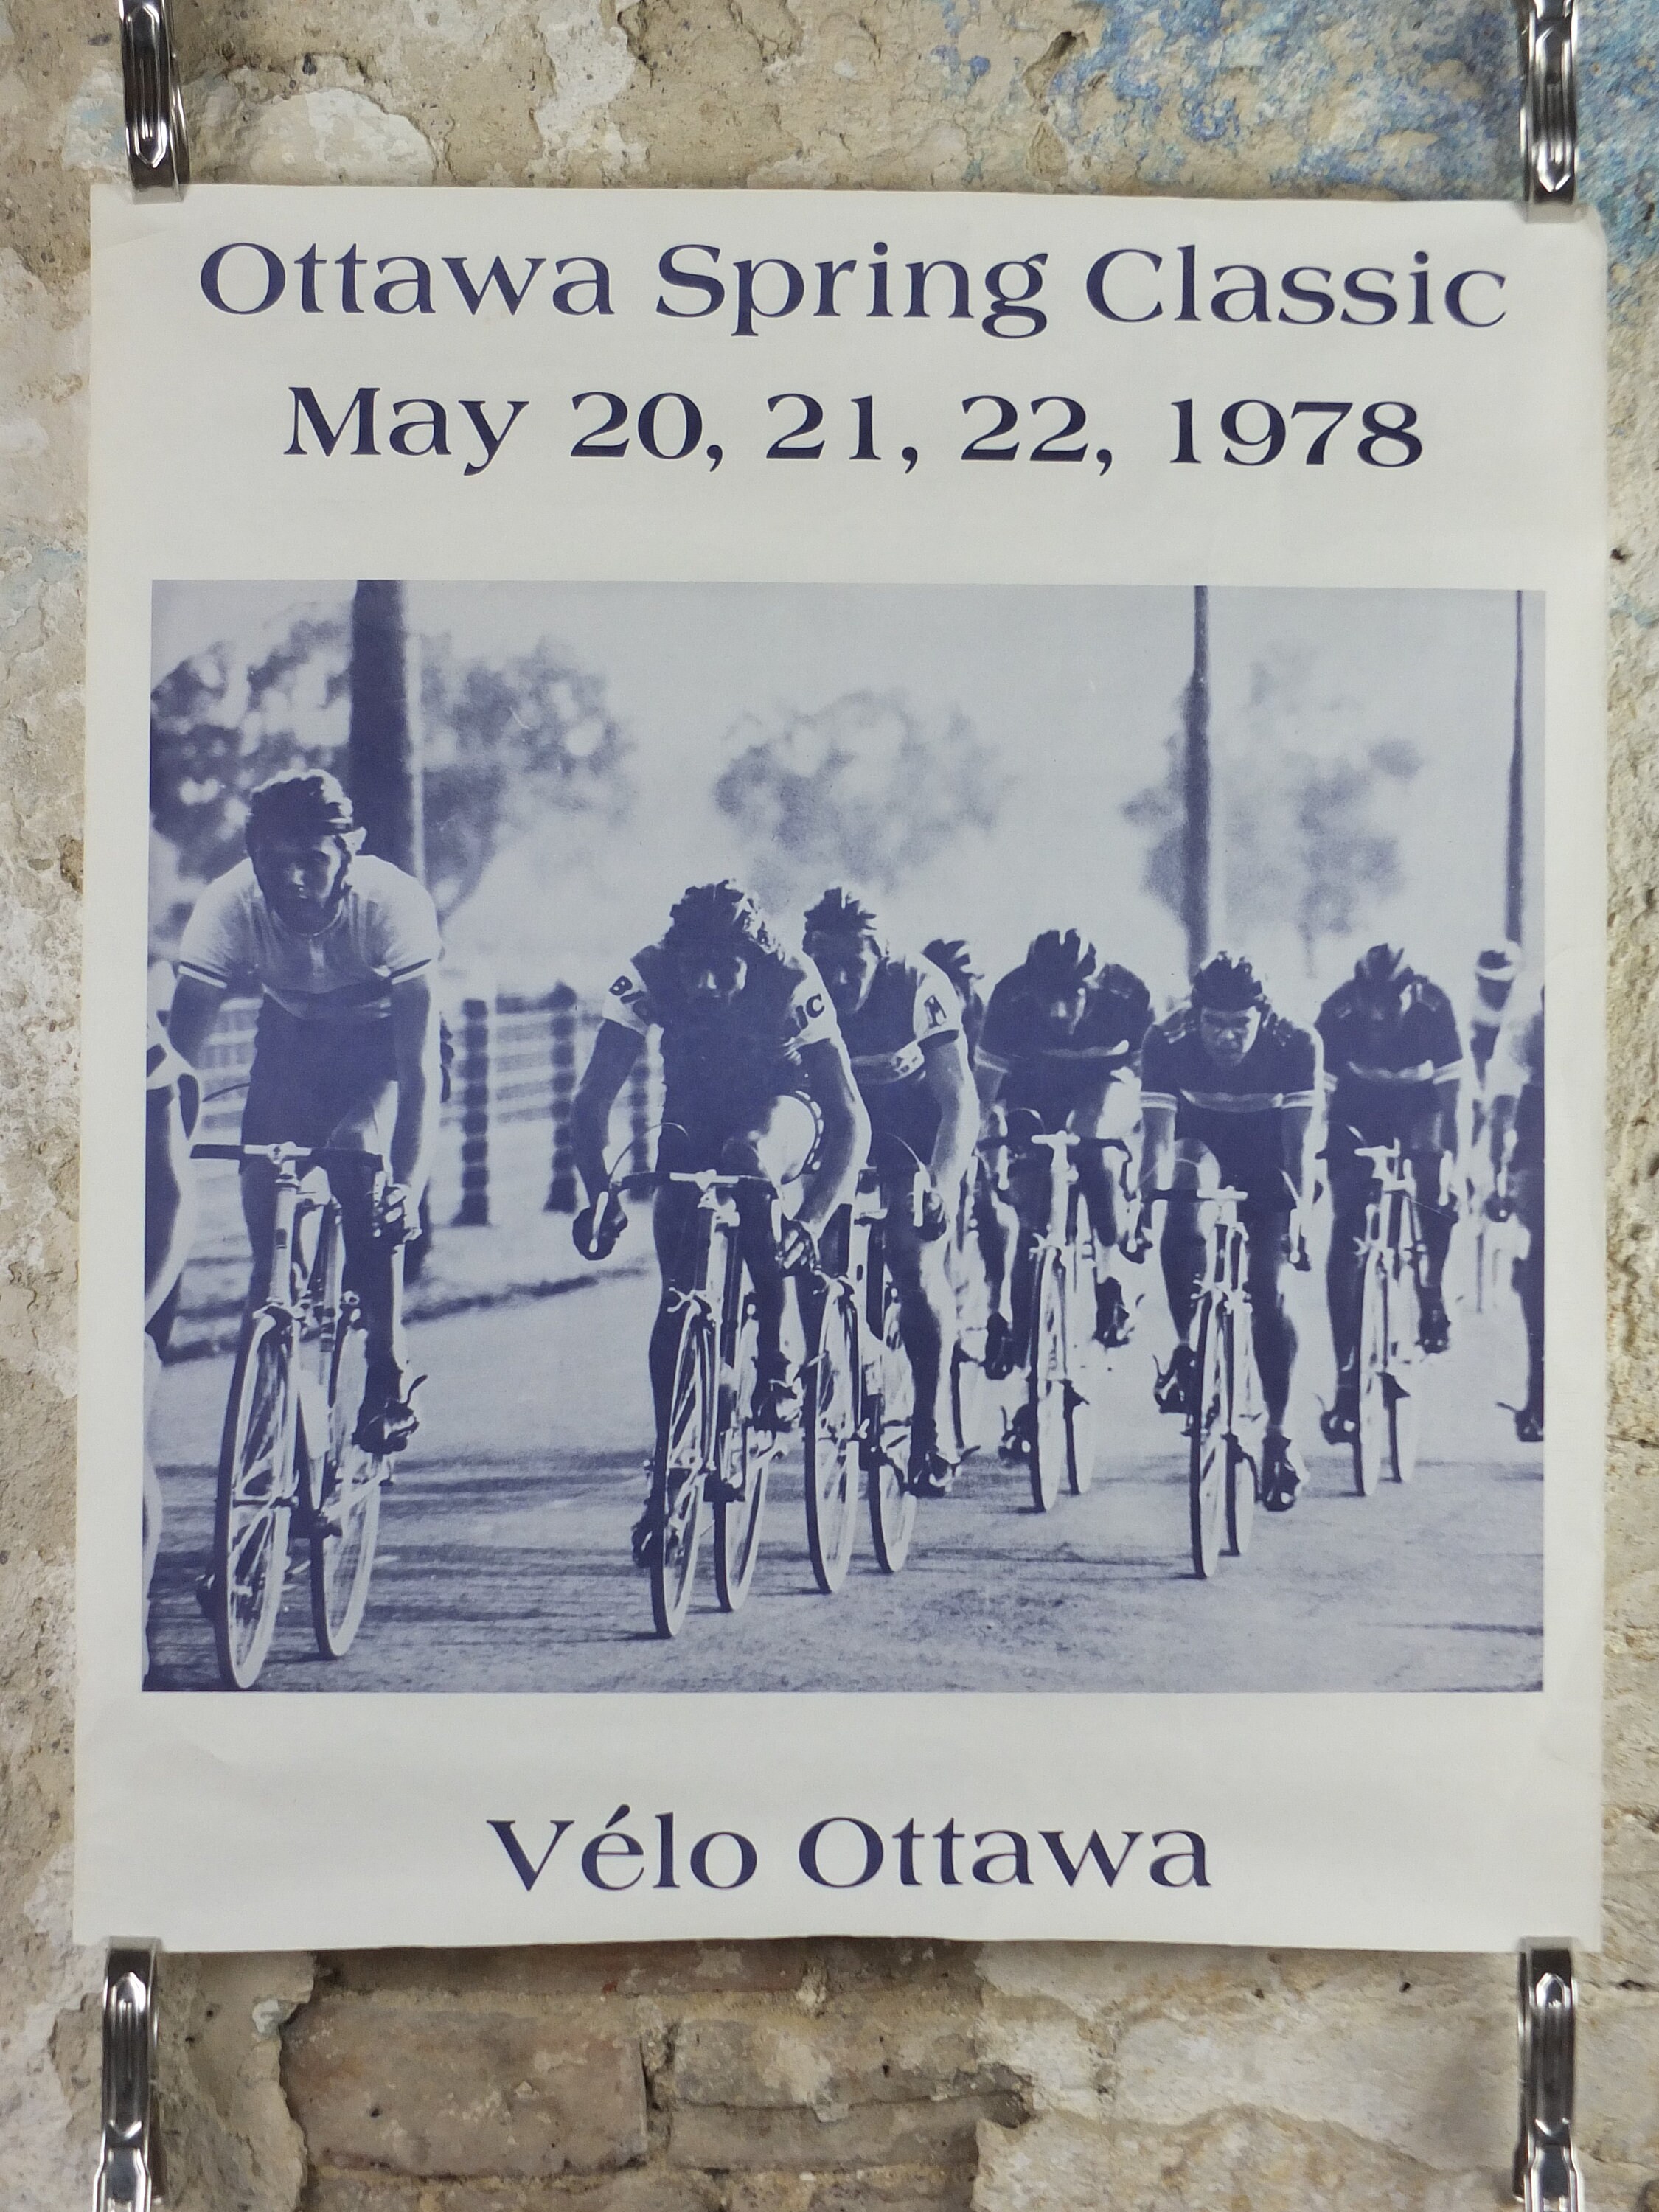 Ottawa Spring Classic
May 20, 21, 22, 1978
Vélo Ottawa